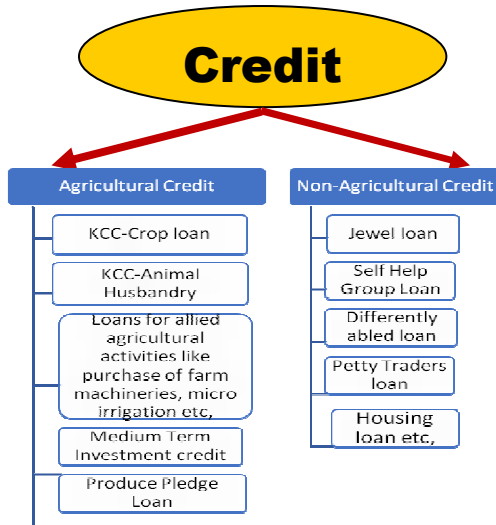 Credit
Agricultural Credit
KCC-Crop loan
KCC-Animal
Husbandry
Loans for allied
agricultural
activities like
purchase of farm
machineries, micro
irrigation etc,
Medium Term
Investment credit
Produce Pledge
Loan
Non-Agricultural Credit
Jewel loan
Self Help
Group Loan
Differently
abled loan
Petty Traders
loan
Housing
loan etc,